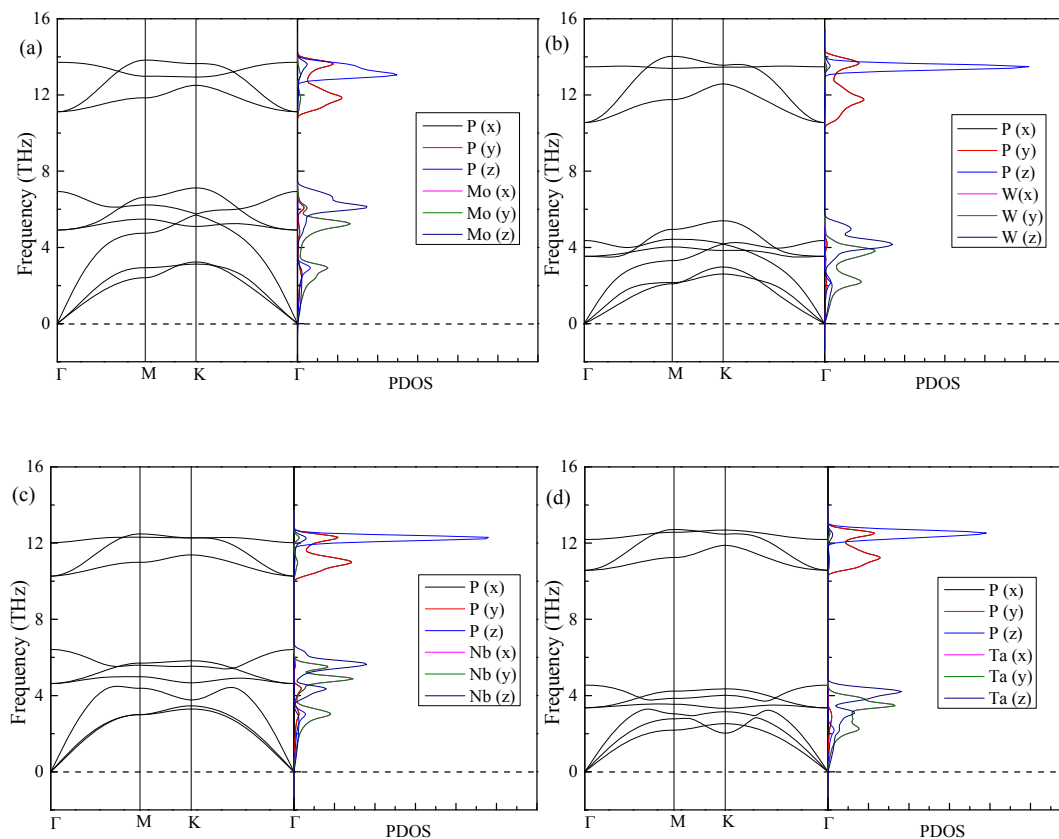 (a)
16
12
8
4
0
Frequency (THz)
Γ
M
K
Γ
PDOS
P (x)
P (y)
P (z)
Mo (x)
Mo (y)
Mo (z)
(b)
16
12
8
4
0
Frequency (THz)
Γ
M
K
Γ
PDOS
P (x)
P (y)
P (z)
W(x)
W (y)
W (z)
(c)
16
12
8
4
0
Frequency (THz)
Γ
M
K
Γ
PDOS
P (x)
P (y)
P (z)
Nb (x)
Nb (y)
Nb (z)
(d)
16
12
8
4
0
Frequency (THz)
Γ
M
K
Γ
PDOS
P (x)
P (y)
P (z)
Ta (x)
Ta (y)
Ta (z)